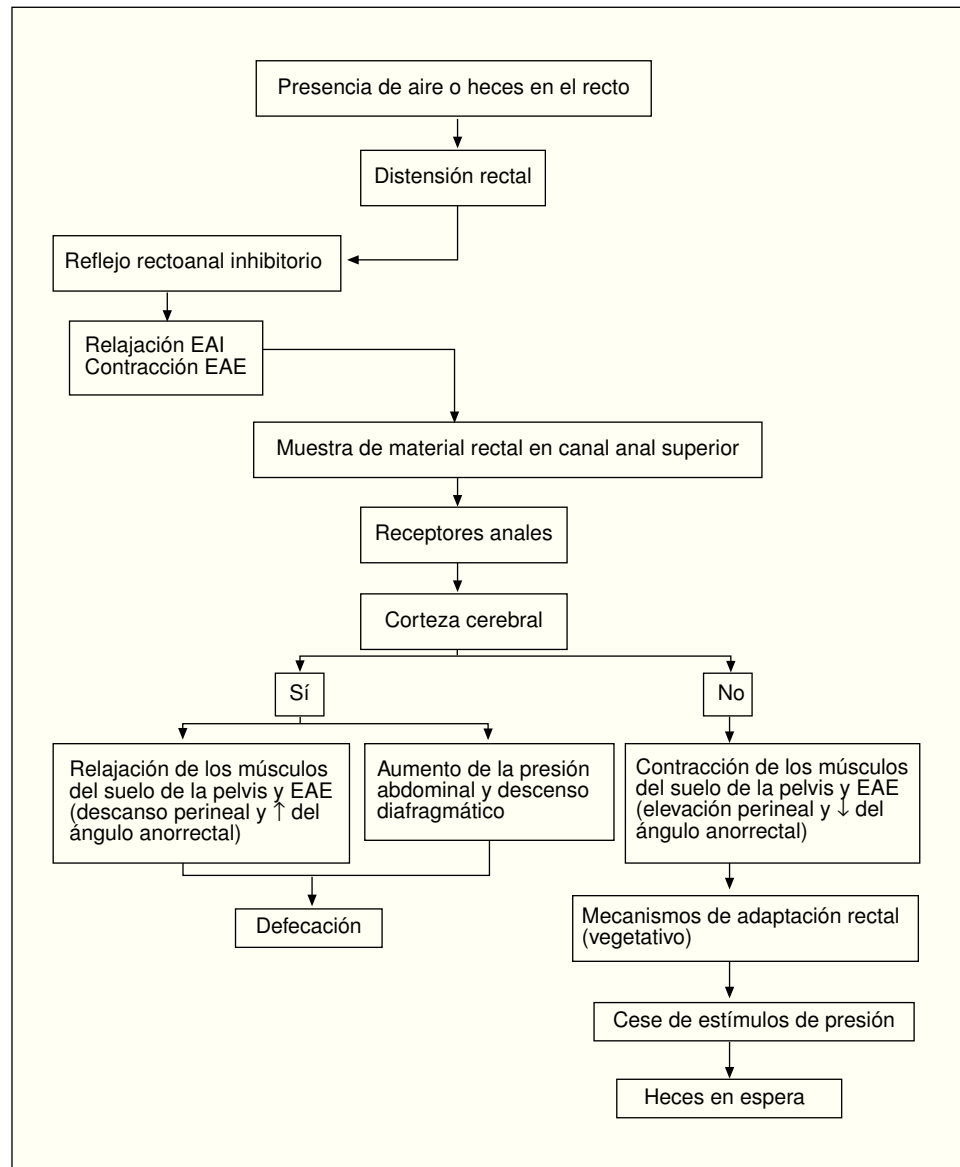 Presencia de aire o heces en el recto
Distensión rectal
Reflejo rectoanal inhibitorio
Relajación EAI
Contracción EAE
Muestra de material rectal en canal anal superior
Receptores anales
Corteza cerebral
Sí
No
Relajación de los músculos
del suelo de la pelvis y EAE
(descanso perineal y ↑ del
ángulo anorrectal)
Aumento de la presión
abdominal y descenso
diafragmático
Contracción de los músculos
del suelo de la pelvis y EAE
(elevación perineal y ↓ del
ángulo anorrectal)
Defecación
Mecanismos de adaptación rectal
(vegetativo)
Cese de estímulos de presión
Heces en espera